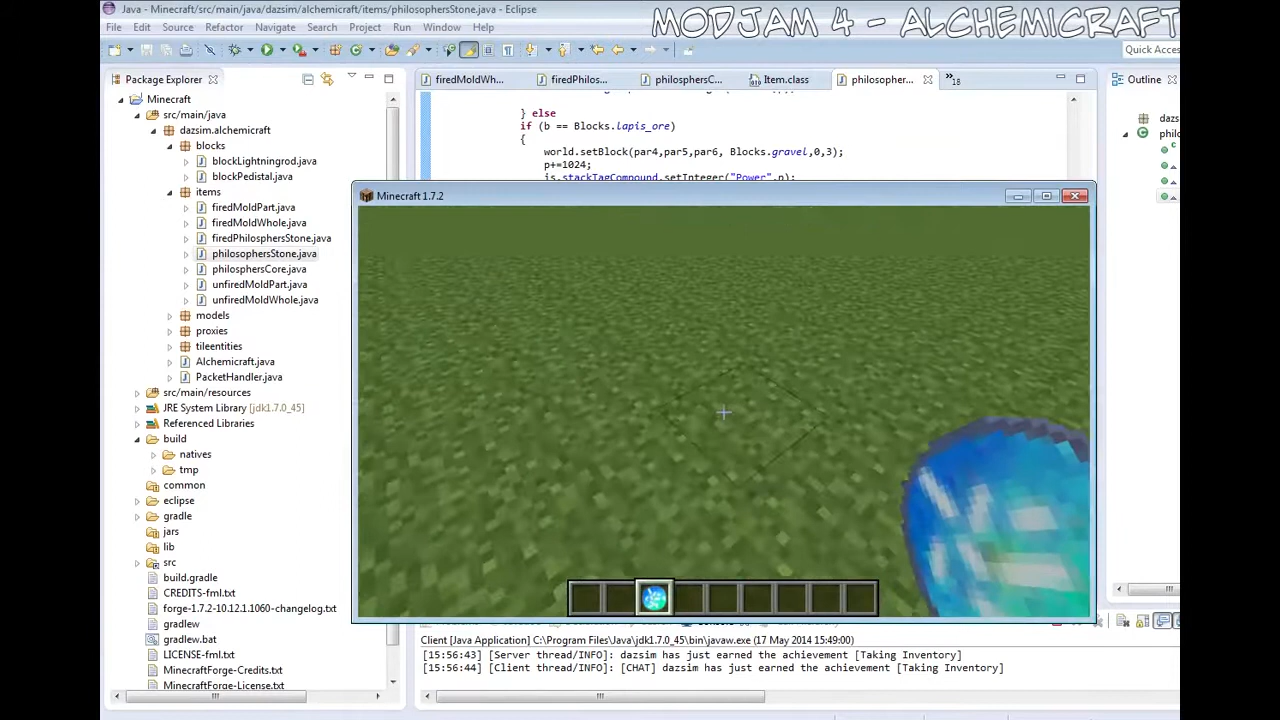 Java - Minecraft/src/main/java/dazsim/alchemicraft/items/philosophersStone.java - Eclipse
MODJAM 4 - ALCHEMICRAFT
File Edit Source Refactor Navigate Search Project Run Window Help
Quick Acces
Package Explorer
firedMoldWh...
firedPhilos...
philosphersC...
Item.class
philosopher...
»18
Outline
Minecraft
src/main/java
dazsim.alchemicraft
blocks
blockLightningrod.java
blockPedistal.java
items
firedMoldPart.java
firedMoldWhole.java
firedPhilosphersStone.java
philosophersStone.java
philosphersCore.java
unfiredMoldPart.java
unfiredMoldWhole.java
models
proxies
tileentities
Alchemicraft.java
PacketHandler.java
src/main/resources
JRE System Library [jdk1.7.0_45]
Referenced Libraries
build
natives
tmp
common
eclipse
gradle
jars
lib
src
build.gradle
CREDITS-fml.txt
forge-1.7.2-10.12.1.1060-changelog.txt
gradlew
gradlew.bat
LICENSE-fml.txt
MinecraftForge-Credits.txt
MinecraftForge-License.txt
} else
if (b == Blocks.lapis_ore)
{
world.setBlock(par4,par5,par6, Blocks.gravel,0,3);
p+=1024;
is.stackTagCompound.setInteger("Power",p);
dazs
philo
Minecraft 1.7.2
Client [Java Application] C:\Program Files\Java\jdk1.7.0_45\bin\javaw.exe (17 May 2014 15:49:00)
[15:56:43] [Server thread/INFO]: dazsim has just earned the achievement [Taking Inventory]
[15:56:44] [Client thread/INFO]: [CHAT] dazsim has just earned the achievement [Taking Inventory]